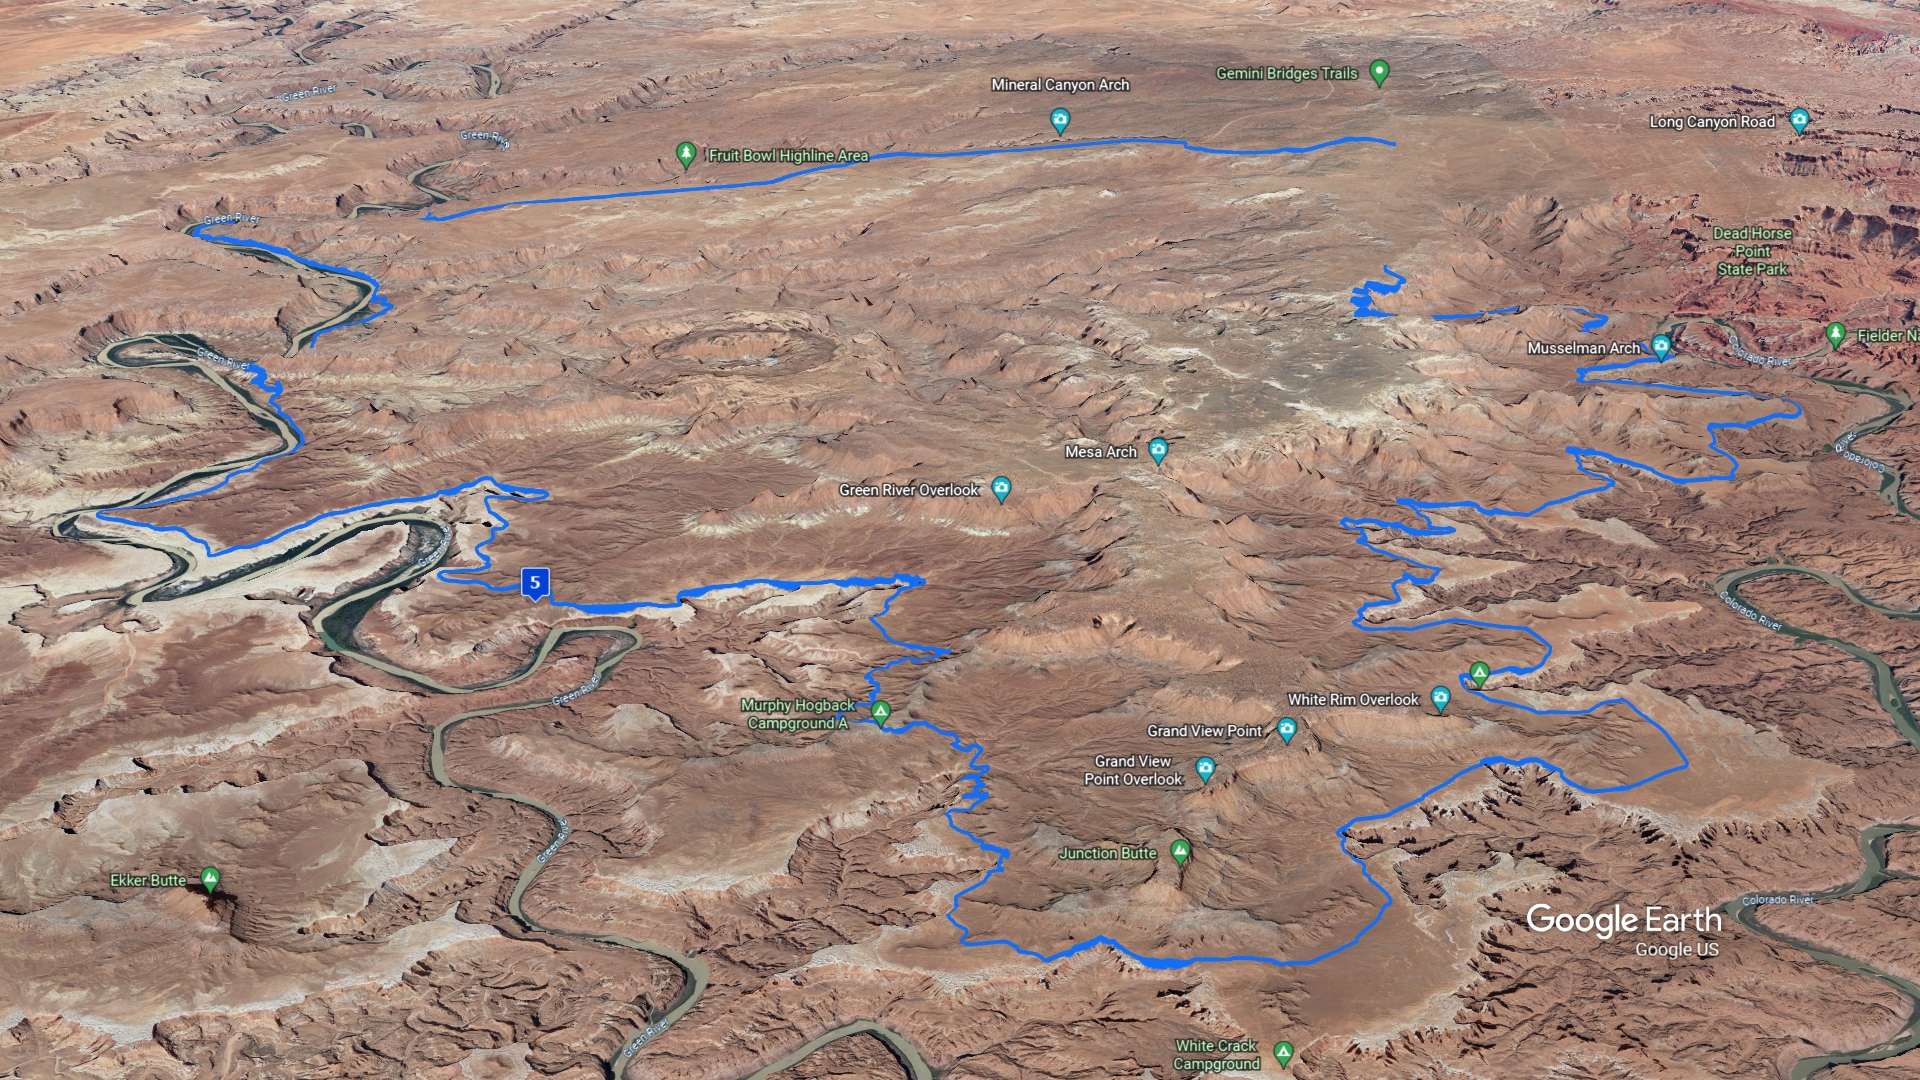 Mineral Canyon Arch
Gemini Bridges Trails
Green River
Long Canyon Road
Green River
Fruit Bowl Highline Area
Green River
Dead Horse
Point
State Park
Fielder Na
Musselman Arch
Colorado River
Green River
Mesa Arch
Colorado River
Green River Overlook
Green River
5
Colorado River
Green River
White Rim Overlook
Murphy Hogback
Campground A
Grand View Point
Grand View
Point Overlook
Green River
Junction Butte
Ekker Butte
Colorado River
Google Earth
Google US
Green River
White Crack
Campground